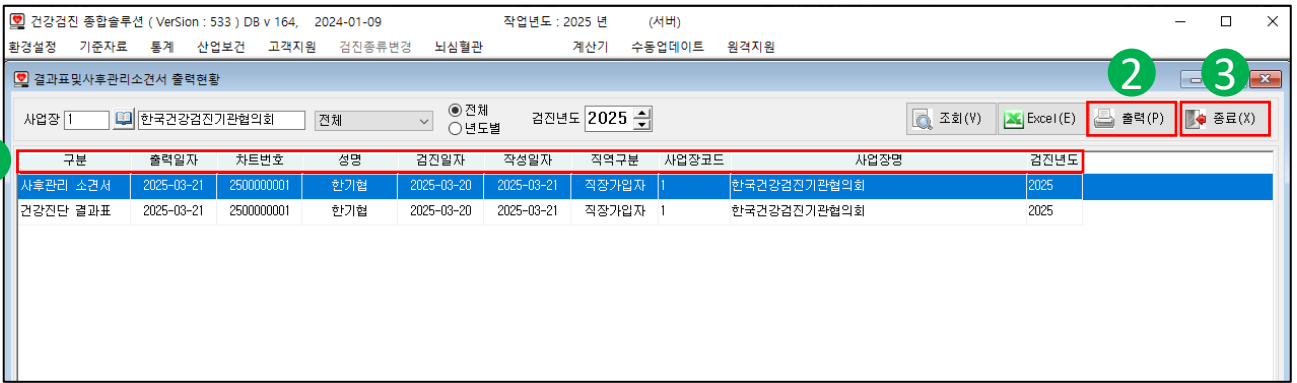 건강검진 종합솔루션 ( VerSion : 533 ) DB v 164, 2024-01-09 작업년도 : 2025 년 (서버)
환경설정 기준자료 통계 산업보건 고객지원 검진종류변경 뇌심혈관 계산기 수동업데이트 원격지원
결과표및사후관리소견서 출력현황
2 3
사업장 1 한국건강검진기관협의회 전체 전체 년도별 검진년도 2025 조회(V) Excel(E) 출력(P) 종료(X)
구분 출력일자 차트번호 성명 검진일자 작성일자 직역구분 사업장코드 사업장명 검진년도
사후관리 소견서 2025-03-21 2500000001 한기협 2025-03-20 2025-03-21 직장가입자 1 한국건강검진기관협의회 2025
건강진단 결과표 2025-03-21 2500000001 한기협 2025-03-20 2025-03-21 직장가입자 1 한국건강검진기관협의회 2025